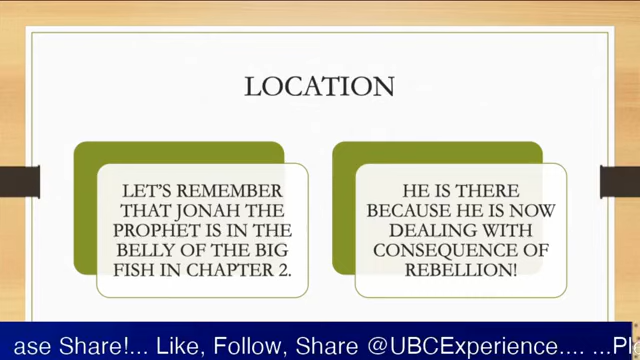 LOCATION
LET'S REMEMBER
THAT JONAH THE
PROPHET IS IN THE
BELLY OF THE BIG
FISH IN CHAPTER 2.
HE IS THERE
BECAUSE HE IS NOW
DEALING WITH
CONSEQUENCE OF
REBELLION!
ase Share!... Like, Follow, Share @UBCExperience.... ...Pla